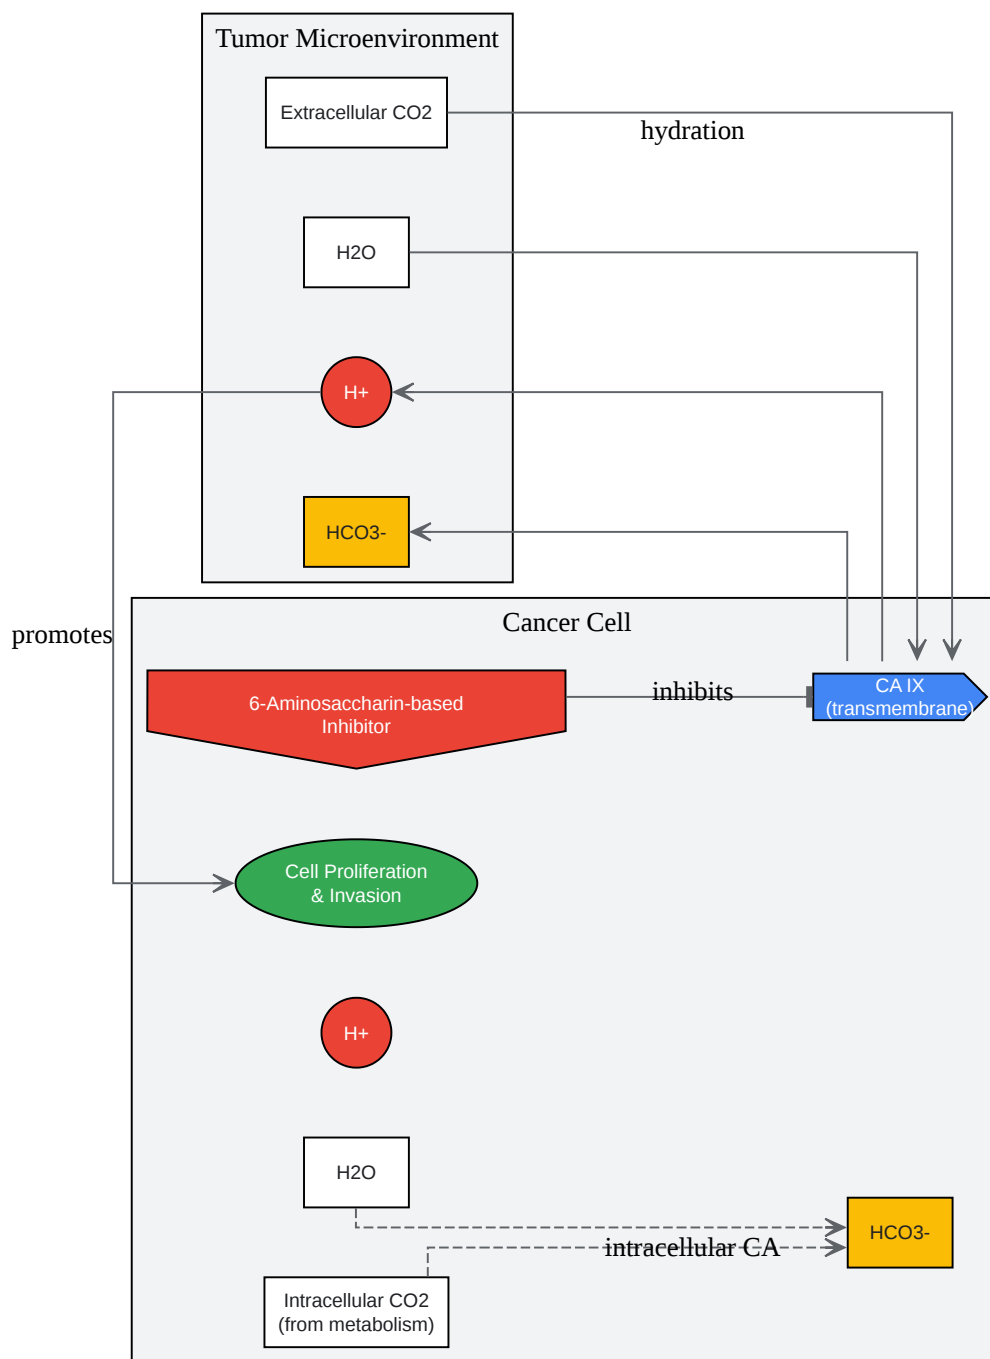 Tumor Microenvironment
Extracellular CO2
hydration
H2O
H+
HCO3-
promotes
Cancer Cell
6-Aminosaccharin-based
Inhibitor
inhibits
CA IX
(transmembrane)
Cell Proliferation
& Invasion
H+
H2O
HCO3-
intracellular CA
Intracellular CO2
(from metabolism)